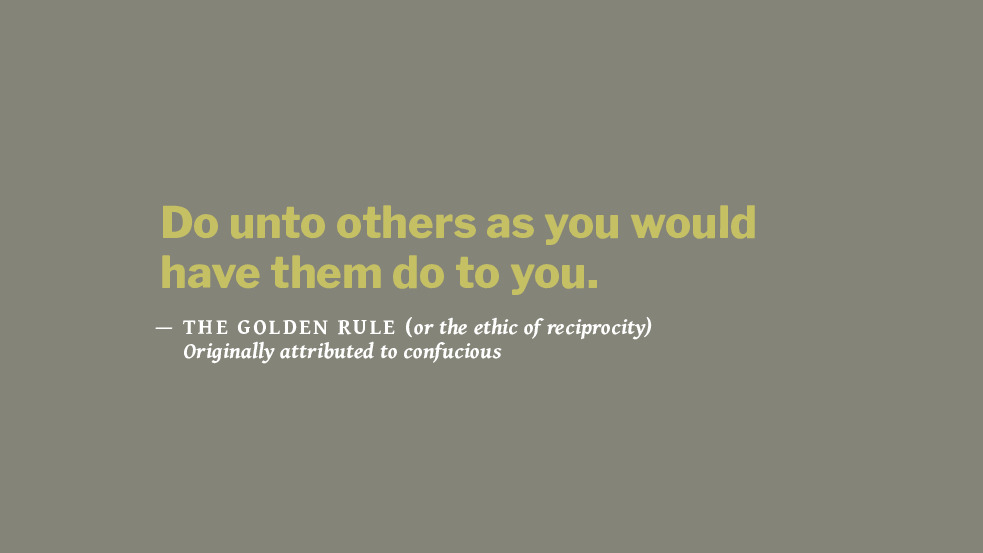 Do unto others as you would
have them do to you.
— THE GOLDEN RULE (or the ethic of reciprocity)
Originally attributed to confucious